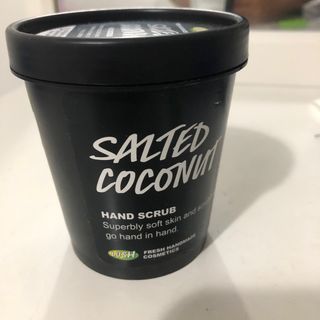 SALTED
COCONUT
HAND SCRUB
Superbly soft skin and
go hand in hand.
LUSH
FRESH HANDMADE
COSMETICS